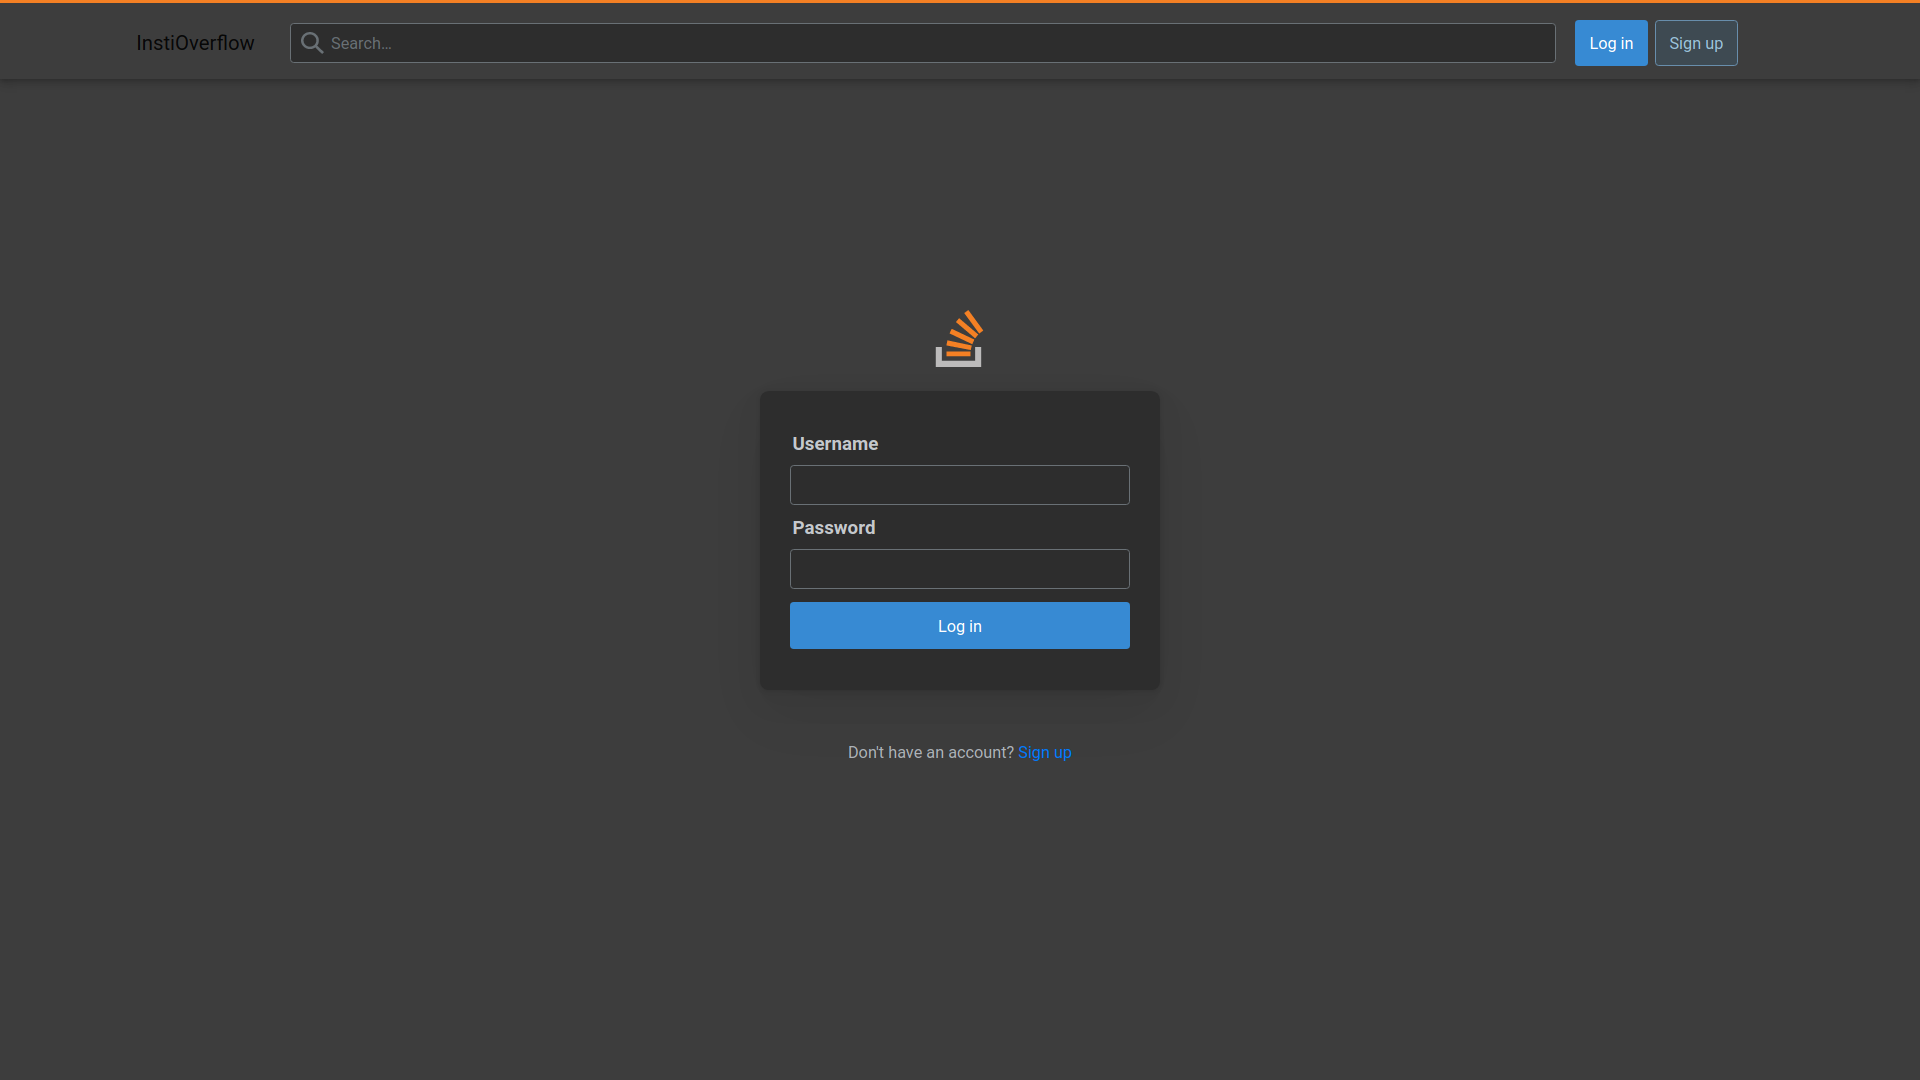 InstiOverflow
Search…
Log in
Sign up
Username
Password
Log in
Don't have an account? Sign up